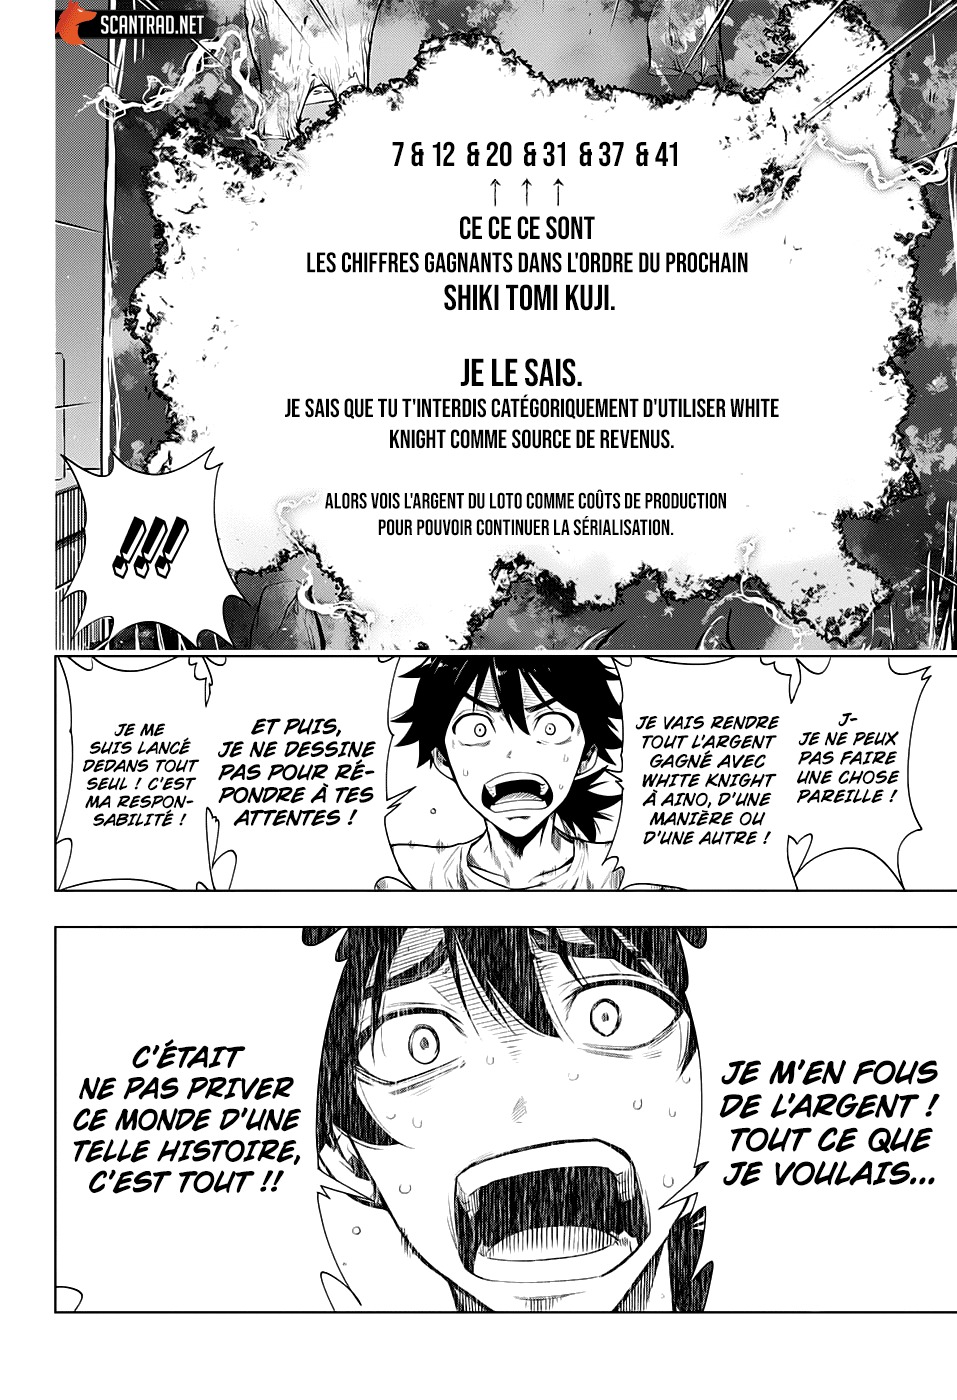 SCANTRAD.NET
7 & 12 & 20 & 31 & 37 & 41
↑ ↑ ↑
CE CE CE SONT
LES CHIFFRES GAGNANTS DANS L'ORDRE DU PROCHAIN
SHIKI TOMI KUJI.
JE LE SAIS.
JE SAIS QUE TU T'INTERDIS CATÉGORIQUEMENT D'UTILISER WHITE
KNIGHT COMME SOURCE DE REVENUS.
ALORS VOIS L'ARGENT DU LOTO COMME COÛTS DE PRODUCTION
POUR POUVOIR CONTINUER LA SÉRIALISATION.
!!!
J-
JE NE PEUX
PAS FAIRE
UNE CHOSE
PAREILLE !
JE VAIS RENDRE
TOUT L'ARGENT
GAGNÉ AVEC
WHITE KNIGHT
À AINO, D'UNE
MANIÈRE OU
D'UNE AUTRE !
ET PUIS,
JE NE DESSINE
PAS POUR RÉ-
PONDRE À TES
ATTENTES !
JE ME
SUIS LANCÉ
DEDANS TOUT
SEUL ! C'EST
MA RESPON-
SABILITÉ !
JE M'EN FOUS
DE L'ARGENT !
TOUT CE QUE
JE VOULAIS...
C'ÉTAIT
NE PAS PRIVER
CE MONDE D'UNE
TELLE HISTOIRE,
C'EST TOUT !!